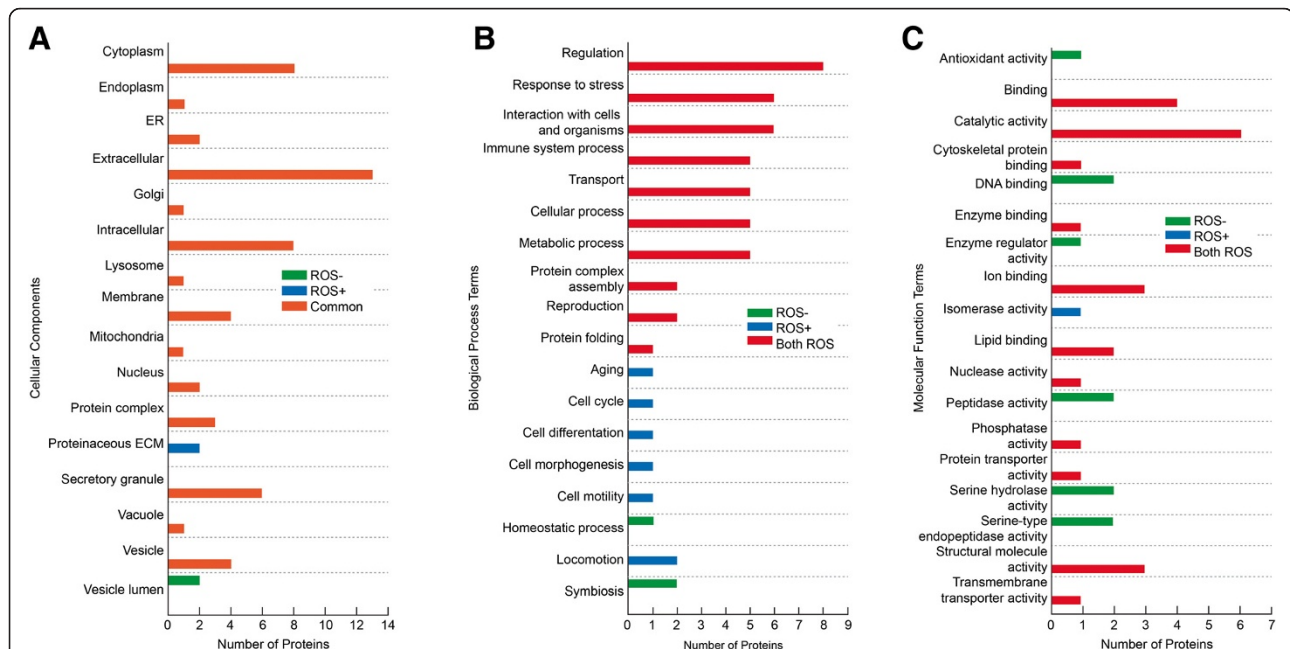 A
Cellular Components
Cytoplasm
Endoplasm
ER
Extracellular
Golgi
Intracellular
Lysosome
Membrane
Mitochondria
Nucleus
Protein complex
Proteinaceous ECM
Secretory granule
Vacuole
Vesicle
Vesicle lumen
ROS-
ROS+
Common
0 2 4 6 8 10 12 14
Number of Proteins
B
Biological Process Terms
Regulation
Response to stress
Interaction with cells
and organisms
Immune system process
Transport
Cellular process
Metabolic process
Protein complex
assembly
Reproduction
Protein folding
Aging
Cell cycle
Cell differentation
Cell morphogenesis
Cell motility
Homeostatic process
Locomotion
Symbiosis
ROS-
ROS+
Both ROS
0 1 2 3 4 5 6 7 8 9
Number of Proteins
C
Molecular Function Terms
Antioxidant activity
Binding
Catalytic activity
Cytoskeletal protein
binding
DNA binding
Enzyme binding
Enzyme regulator
activity
Ion binding
Isomerase activity
Lipid binding
Nuclease activity
Peptidase activity
Phosphatase
activity
Protein transporter
activity
Serine hydrolase
activity
Serine-type
endopeptidase activity
Structural molecule
activity
Transmembrane
transporter activity
ROS-
ROS+
Both ROS
0 1 2 3 4 5 6 7
Number of Proteins